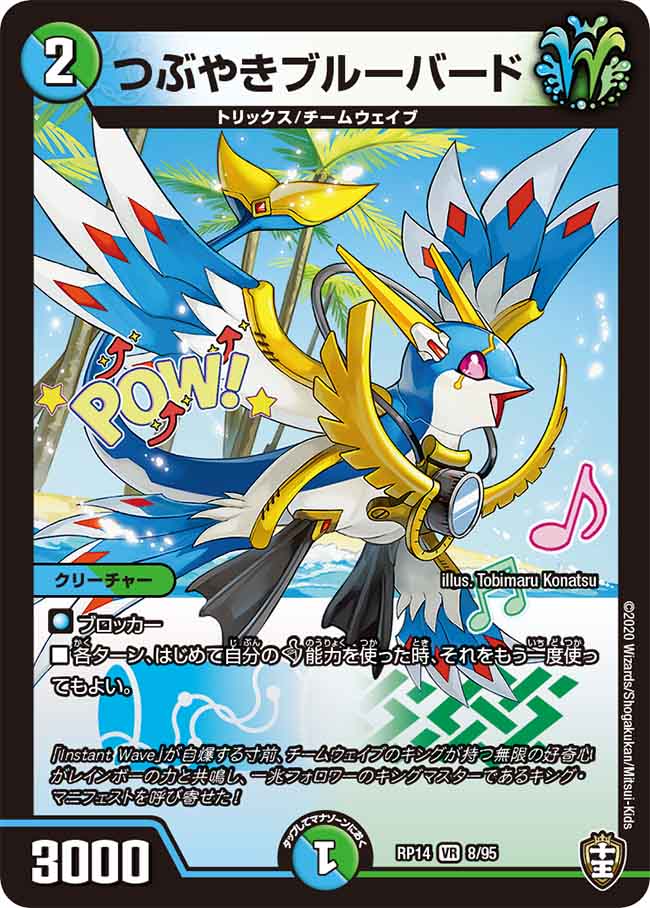 2
つぶやきブルーバード
トリックス/チームウェイブ
POW!
クリーチャー
illus. Tobimaru Konatsu
ブロッカー
■各ターン、はじめて自分の 能力を使った時、それをもう一度使っ
てもよい。
「Instant Wave」が自爆する寸前、チームウェイブのキングが持つ無限の好奇心
がレインボーの力と共鳴し、一兆フォロワーのキングマスターであるキング・
マニフェストを呼び寄せた!
©2020 Wizards/Shogakukan/Mitsui-Kids
3000
タップしてマナゾーンにおく
1
RP14 VR 8/95